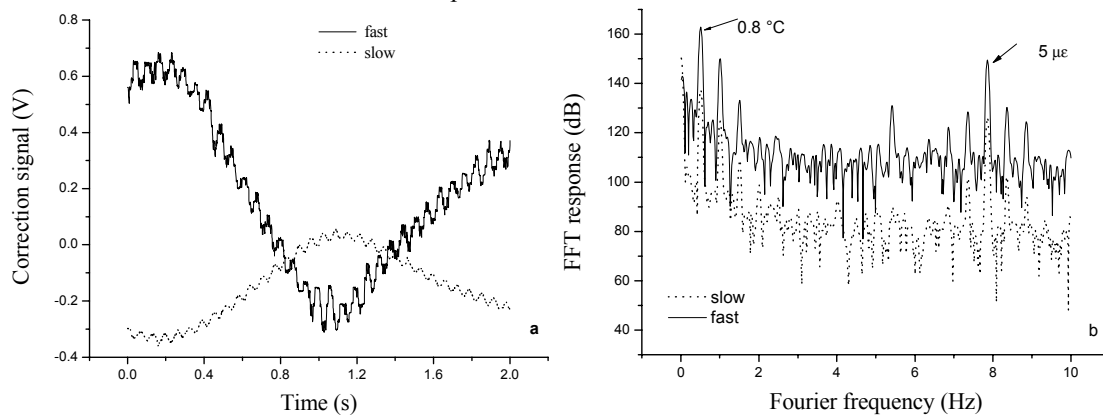 fast
slow
Correction signal (V)
0.8
0.6
0.4
0.2
0.0
-0.2
-0.4
0.0
0.4
0.8
1.2
1.6
2.0
Time (s)
a
0.8 °C
5 με
FFT response (dB)
160
140
120
100
80
60
40
slow
fast
0
2
4
6
8
10
Fourier frequency (Hz)
b